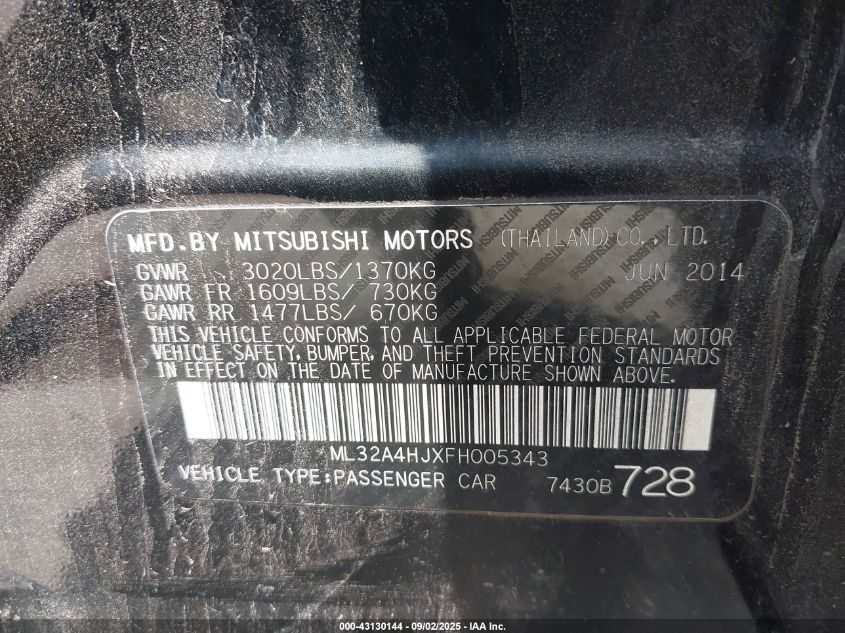 MFD.BY MITSUBISHI MOTORS (THAILAND)CO.,LTD.
GVWR 3020LBS/1370KG JUN 2014
GAWR FR 1609LBS/ 730KG
GAWR RR 1477LBS/ 670KG
THIS VEHICLE CONFORMS TO ALL APPLICABLE FEDERAL MOTOR
VEHICLE SAFETY, BUMPER, AND THEFT PREVENTION STANDARDS
IN EFFECT ON THE DATE OF MANUFACTURE SHOWN ABOVE.
ML32A4HJXFH005343
VEHICLE TYPE:PASSENGER CAR 7430B 728
000-43130144 - 09/02/2025 - IAA Inc.